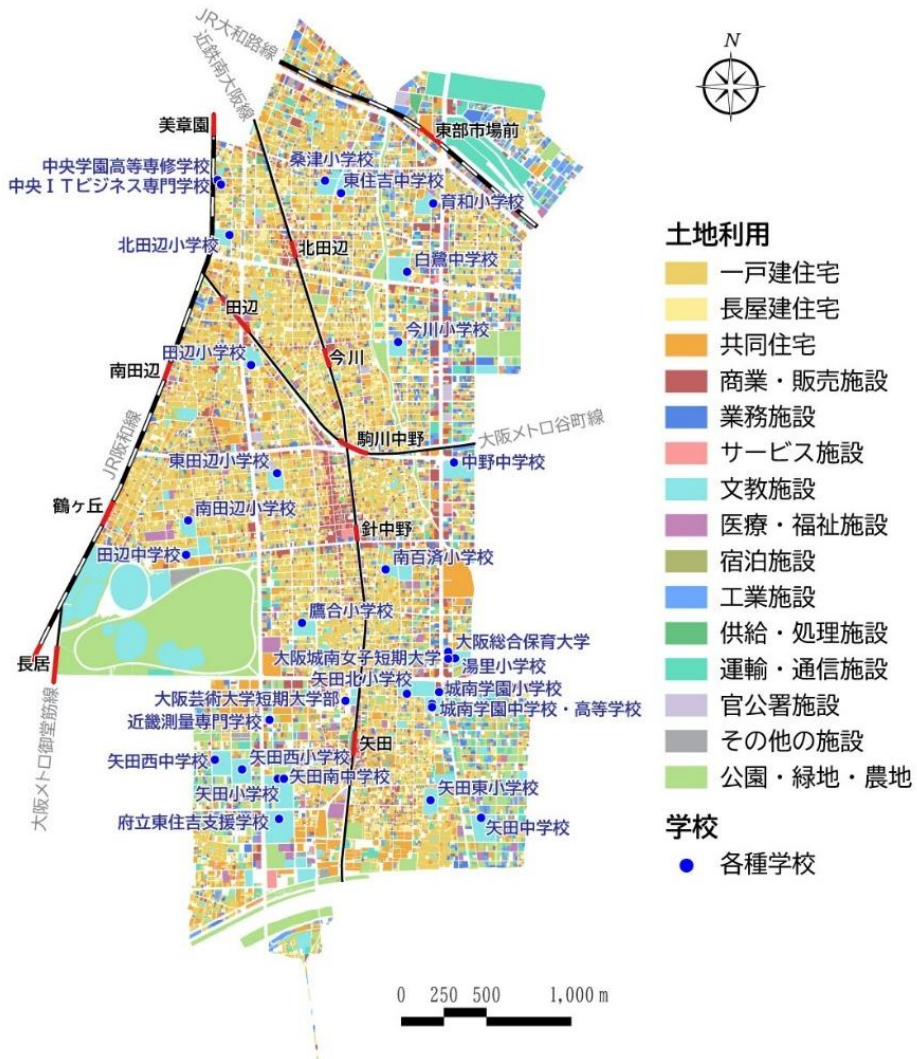 JR大和路線
近鉄南大阪線
N
美章園
東部市場前
中央学園高等専修学校
中央ＩＴビジネス専門学校
桑津小学校
東住吉中学校
育和小学校
北田辺小学校
北田辺
白鷺中学校
田辺
今川小学校
田辺小学校
今川
南田辺
JR阪和線
駒川中野
大阪メトロ谷町線
東田辺小学校
中野中学校
鶴ヶ丘
南田辺小学校
針中野
田辺中学校
南百済小学校
鷹合小学校
大阪総合保育大学
大阪城南女子短期大学
湯里小学校
長居
矢田北小学校
城南学園小学校
大阪芸術大学短期大学部
城南学園中学校・高等学校
近畿測量専門学校
大阪メトロ御堂筋線
矢田
矢田西中学校
矢田西小学校
矢田南中学校
矢田小学校
矢田東小学校
府立東住吉支援学校
矢田中学校
土地利用
一戸建住宅
長屋建住宅
共同住宅
商業・販売施設
業務施設
サービス施設
文教施設
医療・福祉施設
宿泊施設
工業施設
供給・処理施設
運輸・通信施設
官公署施設
その他の施設
公園・緑地・農地
学校
各種学校
0 250 500 1,000 m